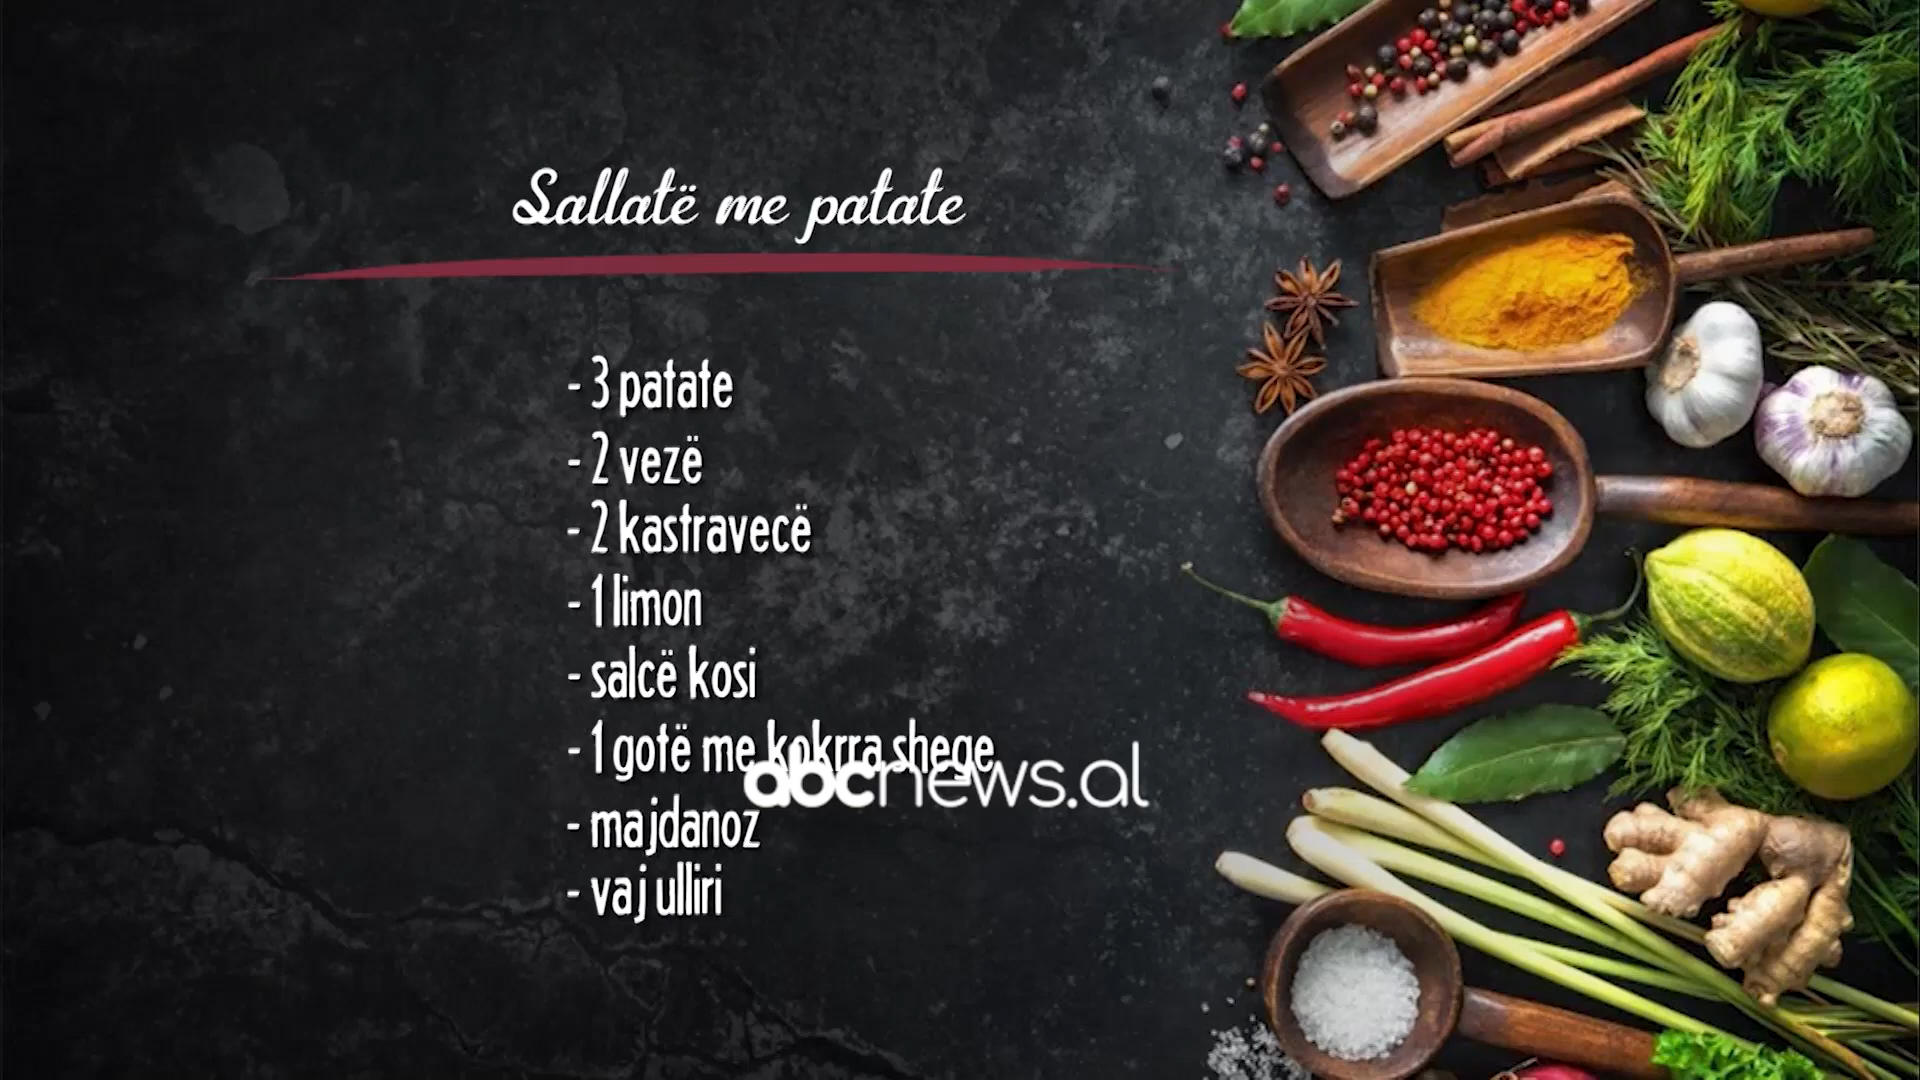 Sallatë me patate
- 3 patate
- 2 vezë
- 2 kastravecë
- 1 limon
- salcë kosi
- 1 gotë me kokrra shege
abcnews.al
- majdanoz
- vaj ulliri